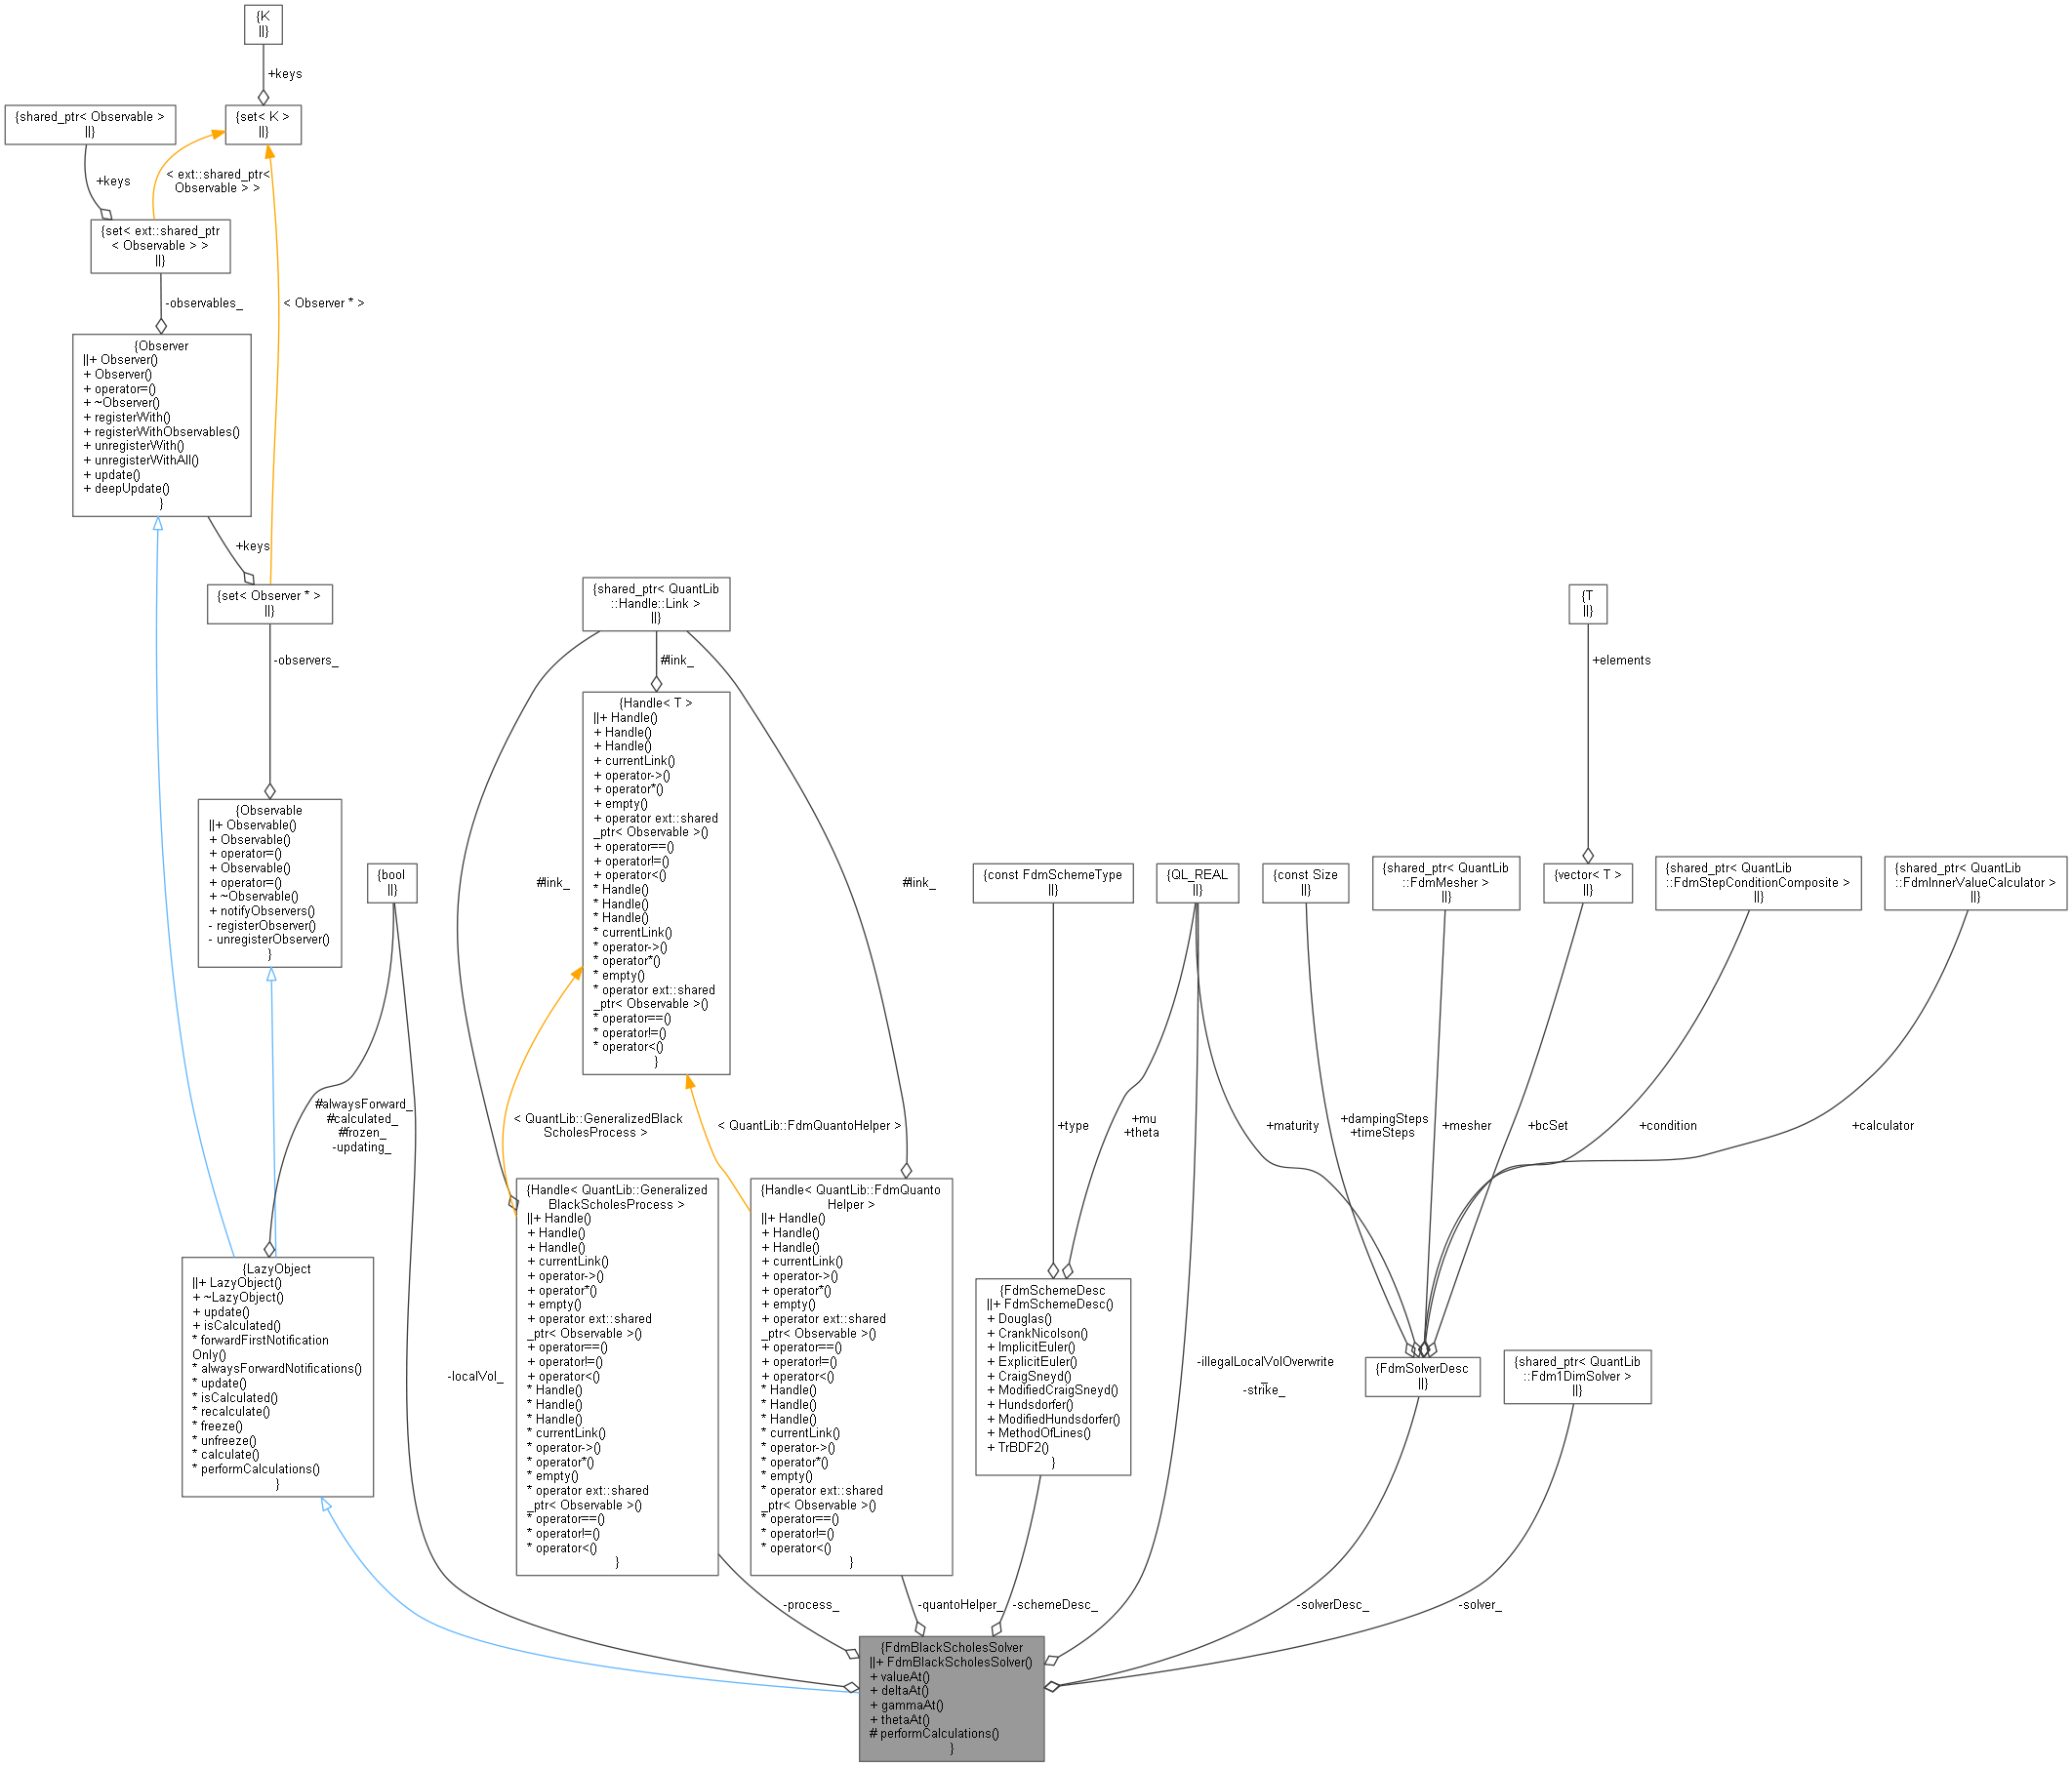 {K
||}
+keys
{shared_ptr< Observable >
||}
{set< K >
||}
+keys
< ext::shared_ptr<
Observable > >
{set< ext::shared_ptr
< Observable > >
||}
-observables_
< Observer * >
{Observer
||+ Observer()
+ Observer()
+ operator=()
+ ~Observer()
+ registerWith()
+ registerWithObservables()
+ unregisterWith()
+ unregisterWithAll()
+ update()
+ deepUpdate()
}
+keys
{set< Observer * >
||}
-observers_
{Observable
||+ Observable()
+ Observable()
+ operator=()
+ Observable()
+ operator=()
+ ~Observable()
+ notifyObservers()
- registerObserver()
- unregisterObserver()
}
{bool
||}
#alwaysForward_
#calculated_
#frozen_
-updating_
{LazyObject
||+ LazyObject()
+ ~LazyObject()
+ update()
+ isCalculated()
* forwardFirstNotification
Only()
* alwaysForwardNotifications()
* update()
* isCalculated()
* recalculate()
* freeze()
* unfreeze()
* calculate()
* performCalculations()
}
-localVol_
{shared_ptr< QuantLib
::Handle::Link >
||}
#link_
#link_
#link_
{Handle< T >
||+ Handle()
+ Handle()
+ Handle()
+ currentLink()
+ operator->()
+ operator*()
+ empty()
+ operator ext::shared
_ptr< Observable >()
+ operator==()
+ operator!=()
+ operator<()
* Handle()
* Handle()
* Handle()
* currentLink()
* operator->()
* operator*()
* empty()
* operator ext::shared
_ptr< Observable >()
* operator==()
* operator!=()
* operator<()
}
< QuantLib::GeneralizedBlack
ScholesProcess >
< QuantLib::FdmQuantoHelper >
{Handle< QuantLib::Generalized
BlackScholesProcess >
||+ Handle()
+ Handle()
+ Handle()
+ currentLink()
+ operator->()
+ operator*()
+ empty()
+ operator ext::shared
_ptr< Observable >()
+ operator==()
+ operator!=()
+ operator<()
* Handle()
* Handle()
* Handle()
* currentLink()
* operator->()
* operator*()
* empty()
* operator ext::shared
_ptr< Observable >()
* operator==()
* operator!=()
* operator<()
}
{Handle< QuantLib::FdmQuanto
Helper >
||+ Handle()
+ Handle()
+ Handle()
+ currentLink()
+ operator->()
+ operator*()
+ empty()
+ operator ext::shared
_ptr< Observable >()
+ operator==()
+ operator!=()
+ operator<()
* Handle()
* Handle()
* Handle()
* currentLink()
* operator->()
* operator*()
* empty()
* operator ext::shared
_ptr< Observable >()
* operator==()
* operator!=()
* operator<()
}
{const FdmSchemeType
||}
{QL_REAL
||}
{const Size
||}
{shared_ptr< QuantLib
::FdmMesher >
||}
{T
||}
+elements
{vector< T >
||}
{shared_ptr< QuantLib
::FdmStepConditionComposite >
||}
{shared_ptr< QuantLib
::FdmInnerValueCalculator >
||}
+type
+mu
+theta
+maturity
+dampingSteps
+timeSteps
+mesher
+bcSet
+condition
+calculator
{FdmSchemeDesc
||+ FdmSchemeDesc()
+ Douglas()
+ CrankNicolson()
+ ImplicitEuler()
+ ExplicitEuler()
+ CraigSneyd()
+ ModifiedCraigSneyd()
+ Hundsdorfer()
+ ModifiedHundsdorfer()
+ MethodOfLines()
+ TrBDF2()
}
-illegalLocalVolOverwrite
_
-strike_
{FdmSolverDesc
||}
{shared_ptr< QuantLib
::Fdm1DimSolver >
||}
-process_
-quantoHelper_
-schemeDesc_
-solverDesc_
-solver_
{FdmBlackScholesSolver
||+ FdmBlackScholesSolver()
+ valueAt()
+ deltaAt()
+ gammaAt()
+ thetaAt()
# performCalculations()
}